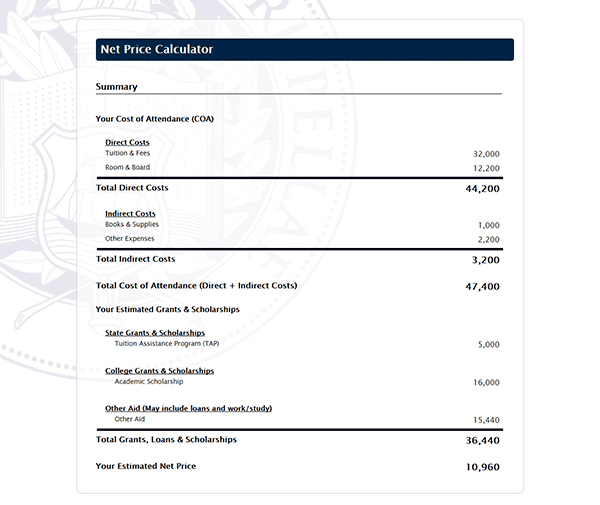 Net Price Calculator
Summary
Your Cost of Attendance (COA)
Direct Costs
Tuition & Fees 32,000
Room & Board 12,200
Total Direct Costs 44,200
Indirect Costs
Books & Supplies 1,000
Other Expenses 2,200
Total Indirect Costs 3,200
Total Cost of Attendance (Direct + Indirect Costs) 47,400
Your Estimated Grants & Scholarships
State Grants & Scholarships
Tuition Assistance Program (TAP) 5,000
College Grants & Scholarships
Academic Scholarship 16,000
Other Aid (May include loans and work/study)
Other Aid 15,440
Total Grants, Loans & Scholarships 36,440
Your Estimated Net Price 10,960